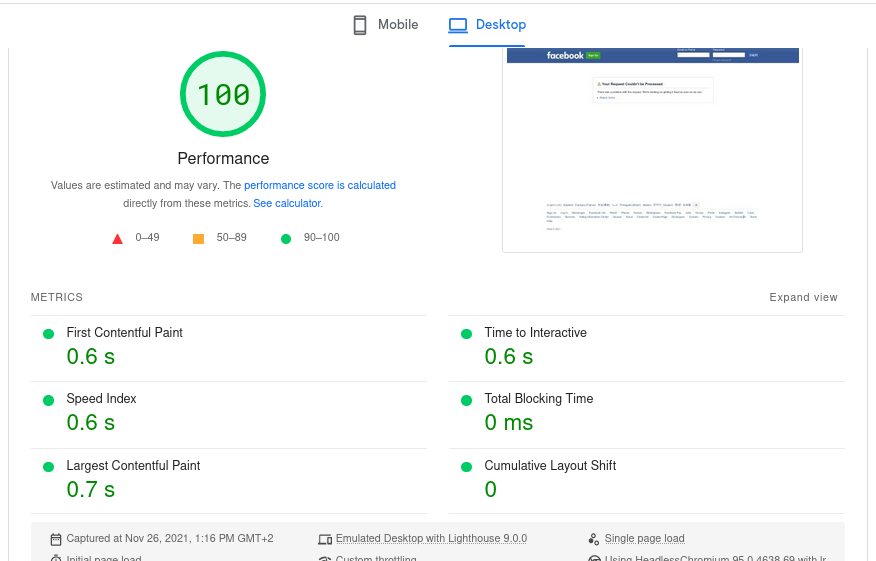 Mobile
Desktop
facebook
Sign Up
Your Request Couldn't be Processed
100
Performance
Values are estimated and may vary. The performance score is calculated
directly from these metrics. See calculator.
0–49
50–89
90–100
METRICS
Expand view
First Contentful Paint
0.6 s
Time to Interactive
0.6 s
Speed Index
0.6 s
Total Blocking Time
0 ms
Largest Contentful Paint
0.7 s
Cumulative Layout Shift
0
Captured at Nov 26, 2021, 1:16 PM GMT+2
Emulated Desktop with Lighthouse 9.0.0
Single page load
Initial page load
Custom throttling
Using HeadlessChromium 95.0.4638.69 with lr